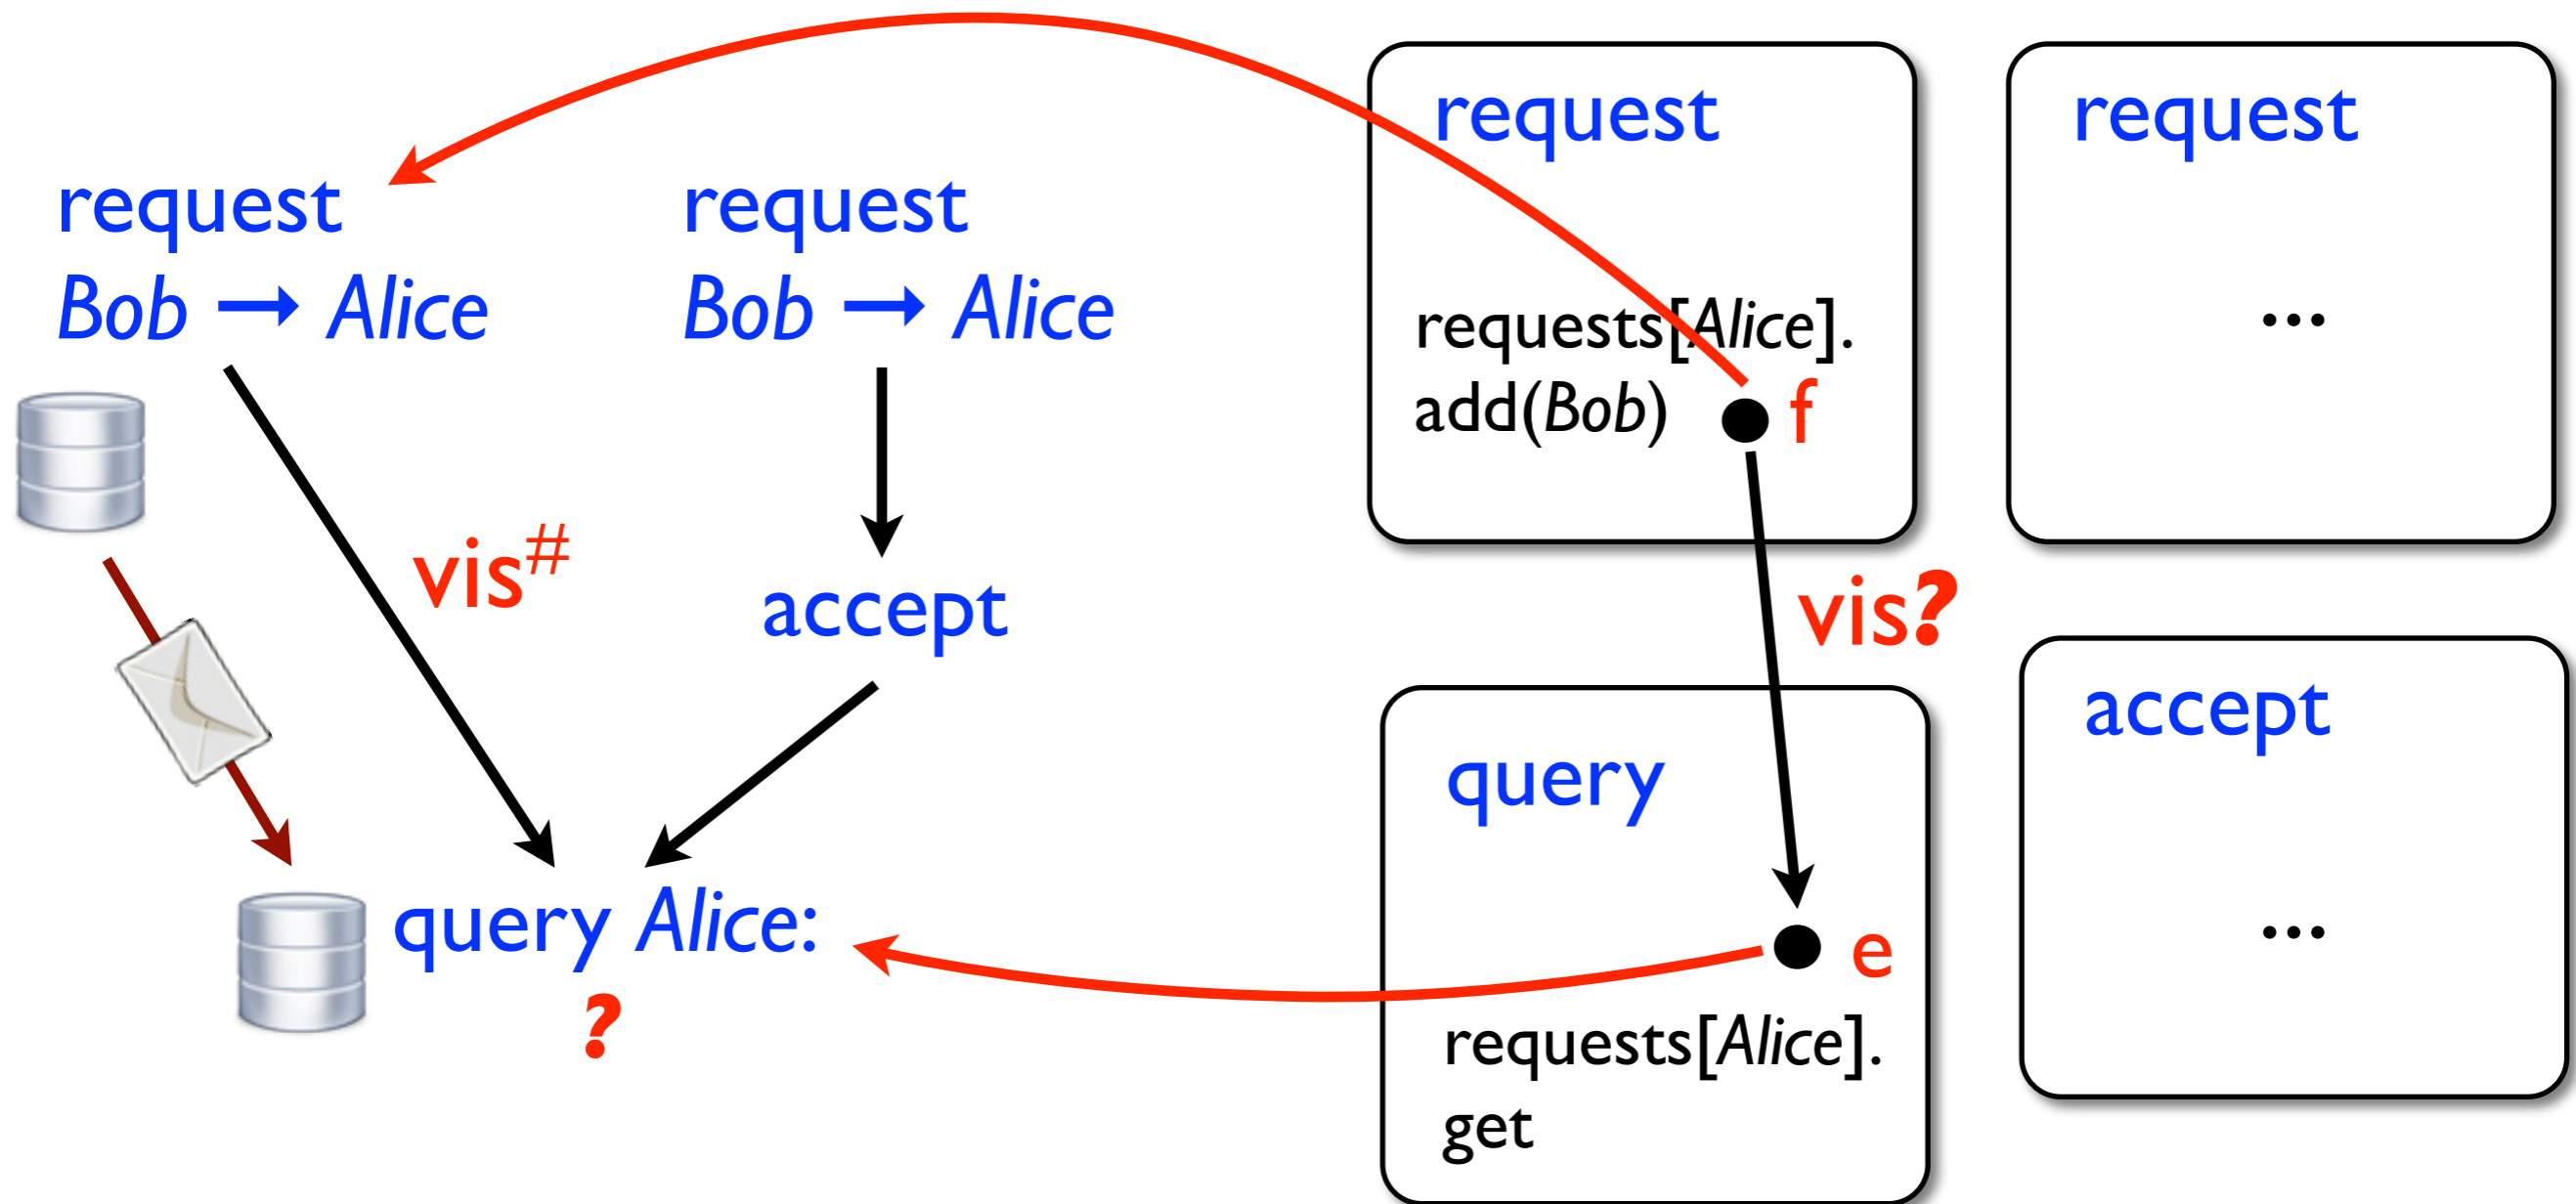 request
Bob → Alice
request
Bob → Alice
vis#
accept
query Alice:
?
request
requests[Alice].
add(Bob)
f
request
...
vis?
query
e
requests[Alice].
get
accept
...